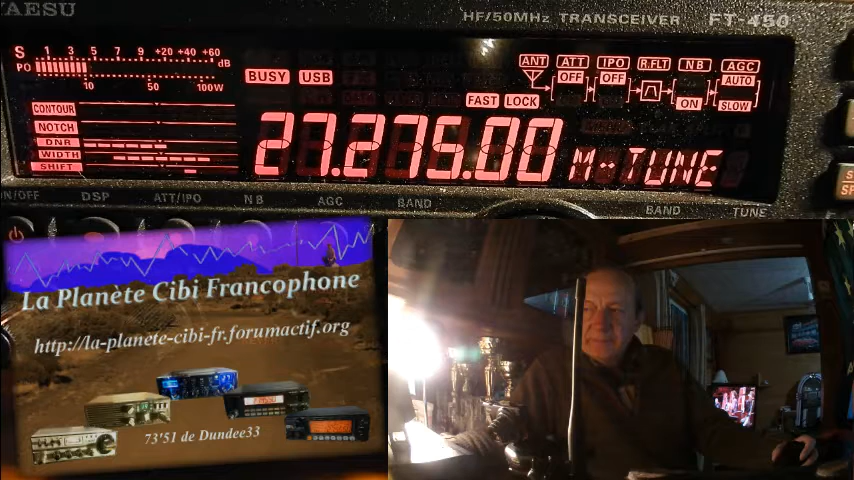 YAESU HF/50MHz TRANSCEIVER FT-450
S 1 3 5 7 9 +20 +40 +60 dB
PO 10 50 100W
BUSY USB
ANT ATT IPO R.FLT NB AGC
OFF OFF AUTO
ON SLOW
FAST LOCK
CONTOUR
NOTCH
DNR
WIDTH
SHIFT
27.275.00 M-TUNE
ON/OFF DSP ATT/IPO NB AGC BAND BAND TUNE
La Planète Cibi Francophone
http://la-planete-cibi-fr.forumactif.org
73'51 de Dundee33